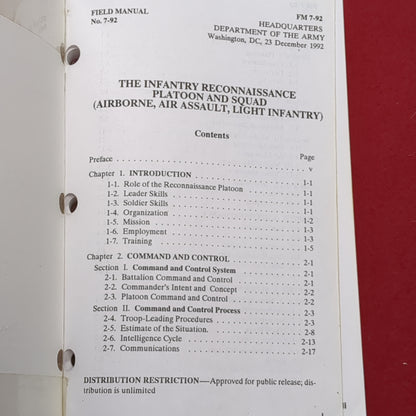 FIELD MANUAL
No. 7-92
FM 7-92
HEADQUARTERS
DEPARTMENT OF THE ARMY
Washington, DC, 23 December 1992
THE INFANTRY RECONNAISSANCE
PLATOON AND SQUAD
(AIRBORNE, AIR ASSAULT, LIGHT INFANTRY)
Contents
Page
Preface . . . . . . . . . . v
Chapter 1. INTRODUCTION . . . . . . . . . . 1-1
1-1. Role of the Reconnaissance Platoon . . . . . . . . . . 1-1
1-2. Leader Skills . . . . . . . . . . 1-1
1-3. Soldier Skills . . . . . . . . . . 1-1
1-4. Organization . . . . . . . . . . 1-1
1-5. Mission . . . . . . . . . . 1-1
1-6. Employment . . . . . . . . . . 1-1
1-7. Training . . . . . . . . . . 1-5
Chapter 2. COMMAND AND CONTROL . . . . . . . . . . 2-1
Section I. Command and Control System . . . . . . . . . . 2-1
2-1. Battalion Command and Control . . . . . . . . . . 2-1
2-2. Commander's Intent and Concept . . . . . . . . . . 2-1
2-3. Platoon Command and Control . . . . . . . . . . 2-2
Section II. Command and Control Process . . . . . . . . . . 2-4
2-4. Troop-Leading Procedures . . . . . . . . . . 2-4
2-5. Estimate of the Situation. . . . . . . . . . . 2-8
2-6. Intelligence Cycle . . . . . . . . . . 2-13
2-7. Communications . . . . . . . . . . 2-17
DISTRIBUTION RESTRICTION—Approved for public release; dis-
tribution is unlimited
i